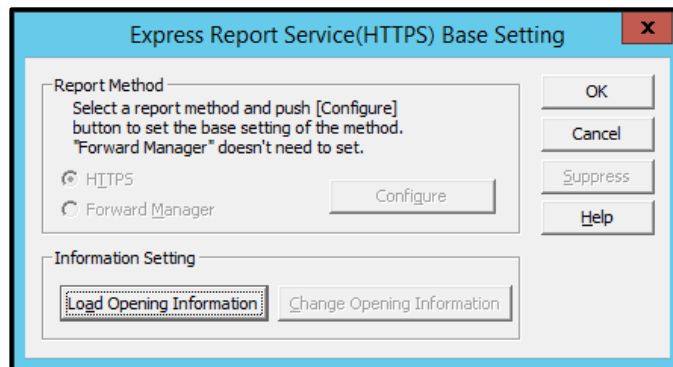 Express Report Service(HTTPS) Base Setting
x
Report Method
Select a report method and push [Configure]
button to set the base setting of the method.
"Forward Manager" doesn't need to set.
HTTPS
Forward Manager
Configure
OK
Cancel
Suppress
Help
Information Setting
Load Opening Information
Change Opening Information